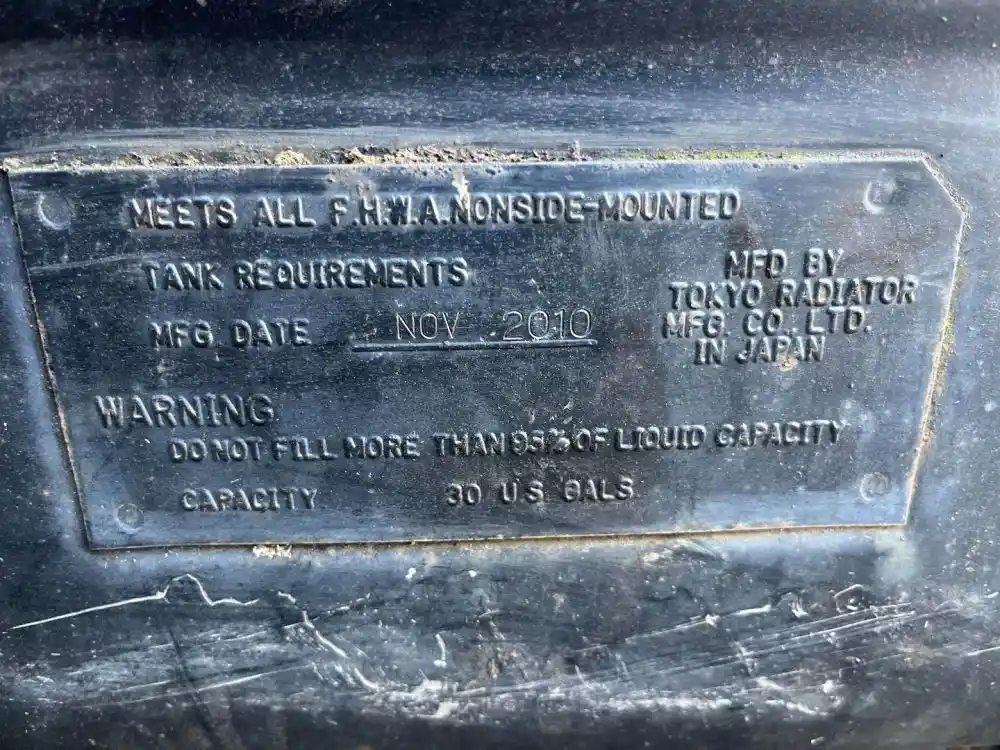 MEETS ALL F.H.W.A. NONSIDE-MOUNTED
TANK REQUIREMENTS
MFG DATE NOV .2010
MFD BY
TOKYO RADIATOR
MFG. CO., LTD.
IN JAPAN
WARNING
DO NOT FILL MORE THAN 95% OF LIQUID CAPACITY
CAPACITY 30 U S GALS